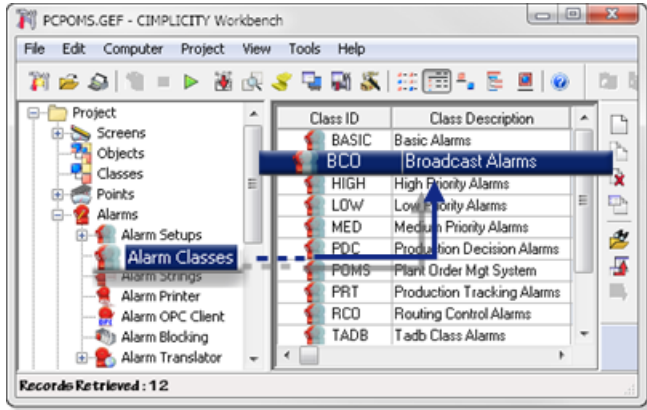 PCPOMS.GEF - CIMPLICITY Workbench
File Edit Computer Project View Tools Help
Project
Screens
Objects
Classes
Points
Alarms
Alarm Setups
Alarm Classes
Alarm Strings
Alarm Printer
Alarm OPC Client
Alarm Blocking
Alarm Translator
Class ID Class Description
BASIC Basic Alarms
BCO Broadcast Alarms
HIGH High Priority Alarms
LOW Low Priority Alarms
MED Medium Priority Alarms
PDC Production Decision Alarms
POMS Plant Order Mgt System
PRT Production Tracking Alarms
RCO Routing Control Alarms
TADB Tadb Class Alarms
Records Retrieved : 12